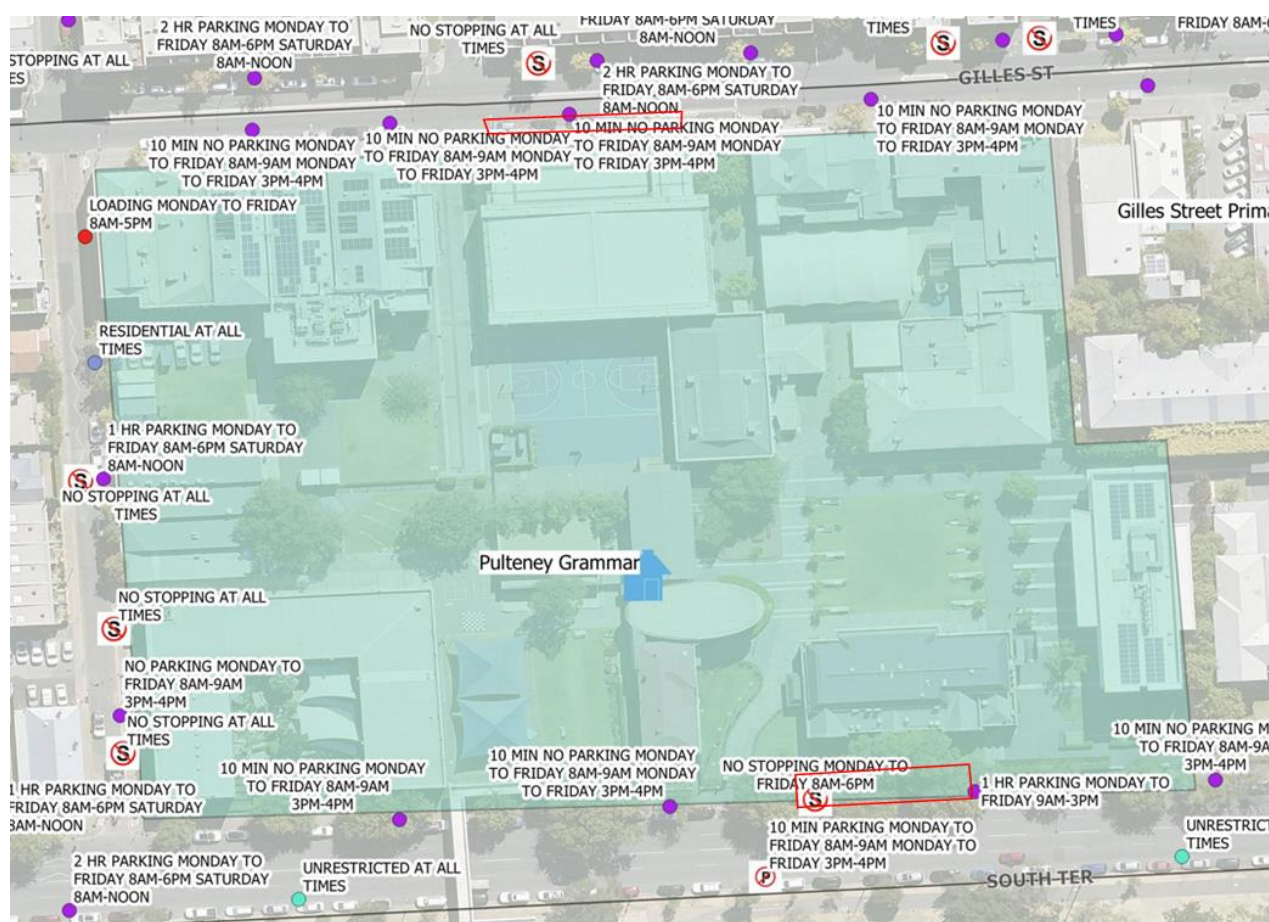 2 HR PARKING MONDAY TO
FRIDAY 8AM-6PM SATURDAY
8AM-NOON
NO STOPPING AT ALL
TIMES
FRIDAY 8AM-6PM SATURDAY
8AM-NOON
TIMES
TIMES
FRIDAY 8AM-6
STOPPING AT ALL
ES
S
S
S
GILLES ST
2 HR PARKING MONDAY TO
FRIDAY 8AM-6PM SATURDAY
8AM-NOON
10 MIN NO PARKING MONDAY
TO FRIDAY 8AM-9AM MONDAY
TO FRIDAY 3PM-4PM
10 MIN NO PARKING MONDAY
TO FRIDAY 8AM-9AM MONDAY
TO FRIDAY 3PM-4PM
10 MIN NO PARKING MONDAY
TO FRIDAY 8AM-9AM MONDAY
TO FRIDAY 3PM-4PM
10 MIN NO PARKING MONDAY
TO FRIDAY 8AM-9AM MONDAY
TO FRIDAY 3PM-4PM
LOADING MONDAY TO FRIDAY
8AM-5PM
Gilles Street Prima
RESIDENTIAL AT ALL
TIMES
1 HR PARKING MONDAY TO
FRIDAY 8AM-6PM SATURDAY
8AM-NOON
S
NO STOPPING AT ALL
TIMES
Pulteney Grammar
NO STOPPING AT ALL
TIMES
S
NO PARKING MONDAY TO
FRIDAY 8AM-9AM
3PM-4PM
NO STOPPING AT ALL
TIMES
S
10 MIN NO PARKING MONDAY
TO FRIDAY 8AM-9AM
3PM-4PM
10 MIN NO PARKING MONDAY
TO FRIDAY 8AM-9AM MONDAY
TO FRIDAY 3PM-4PM
NO STOPPING MONDAY TO
FRIDAY 8AM-6PM
S
1 HR PARKING MONDAY TO
FRIDAY 9AM-3PM
10 MIN NO PARKING M
TO FRIDAY 8AM-9A
3PM-4PM
1 HR PARKING MONDAY TO
FRIDAY 8AM-6PM SATURDAY
8AM-NOON
10 MIN PARKING MONDAY TO
FRIDAY 8AM-9AM MONDAY TO
FRIDAY 3PM-4PM
P
UNRESTRICT
TIMES
2 HR PARKING MONDAY TO
FRIDAY 8AM-6PM SATURDAY
8AM-NOON
UNRESTRICTED AT ALL
TIMES
SOUTH TER